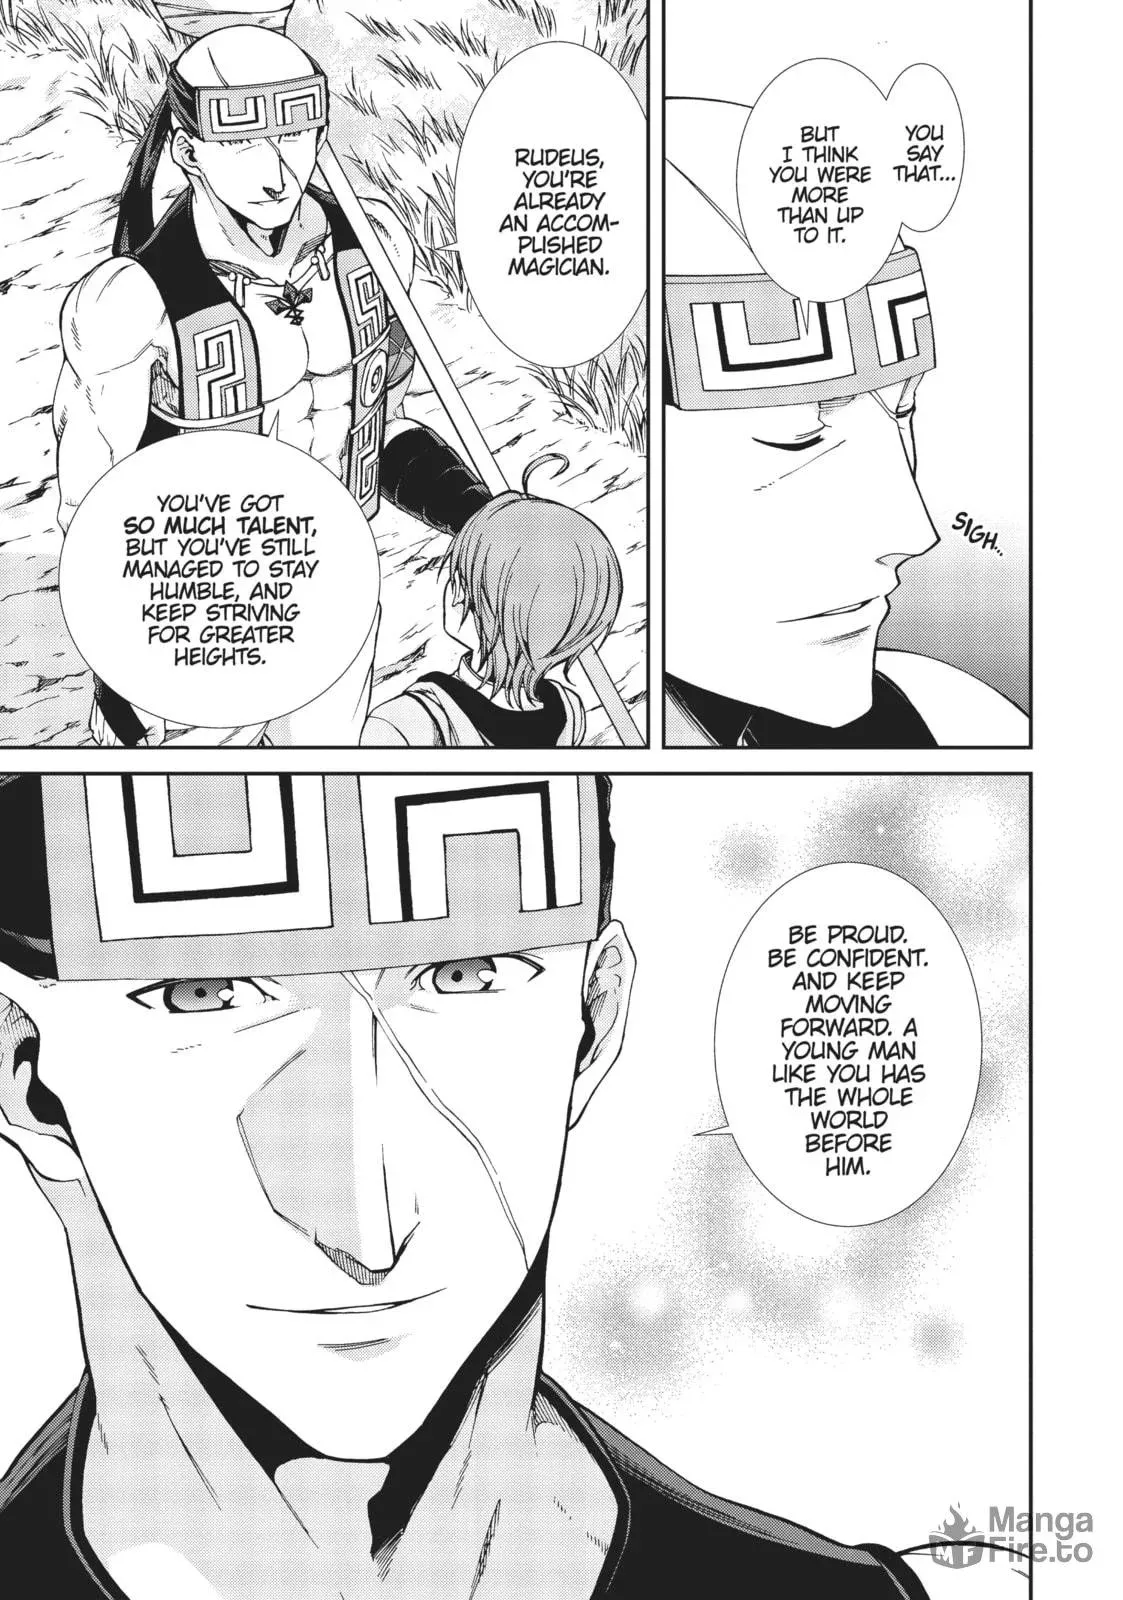 YOU
SAY
THAT...
BUT
I THINK
YOU WERE
MORE
THAN UP
TO IT.
SIGH...
RUDEUS,
YOU'RE
ALREADY
AN ACCOM-
PLISHED
MAGICIAN.
YOU'VE GOT
SO MUCH TALENT,
BUT YOU'VE STILL
MANAGED TO STAY
HUMBLE, AND
KEEP STRIVING
FOR GREATER
HEIGHTS.
BE PROUD.
BE CONFIDENT.
AND KEEP
MOVING
FORWARD. A
YOUNG MAN
LIKE YOU HAS
THE WHOLE
WORLD
BEFORE
HIM.
MF
Manga
Fire.to